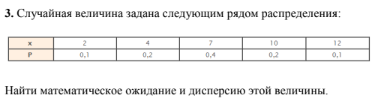 3. Случайная величина задана следующим рядом распределения:
x 2 4 7 10 12
P 0,1 0,2 0,4 0,2 0,1
Найти математическое ожидание и дисперсию этой величины.